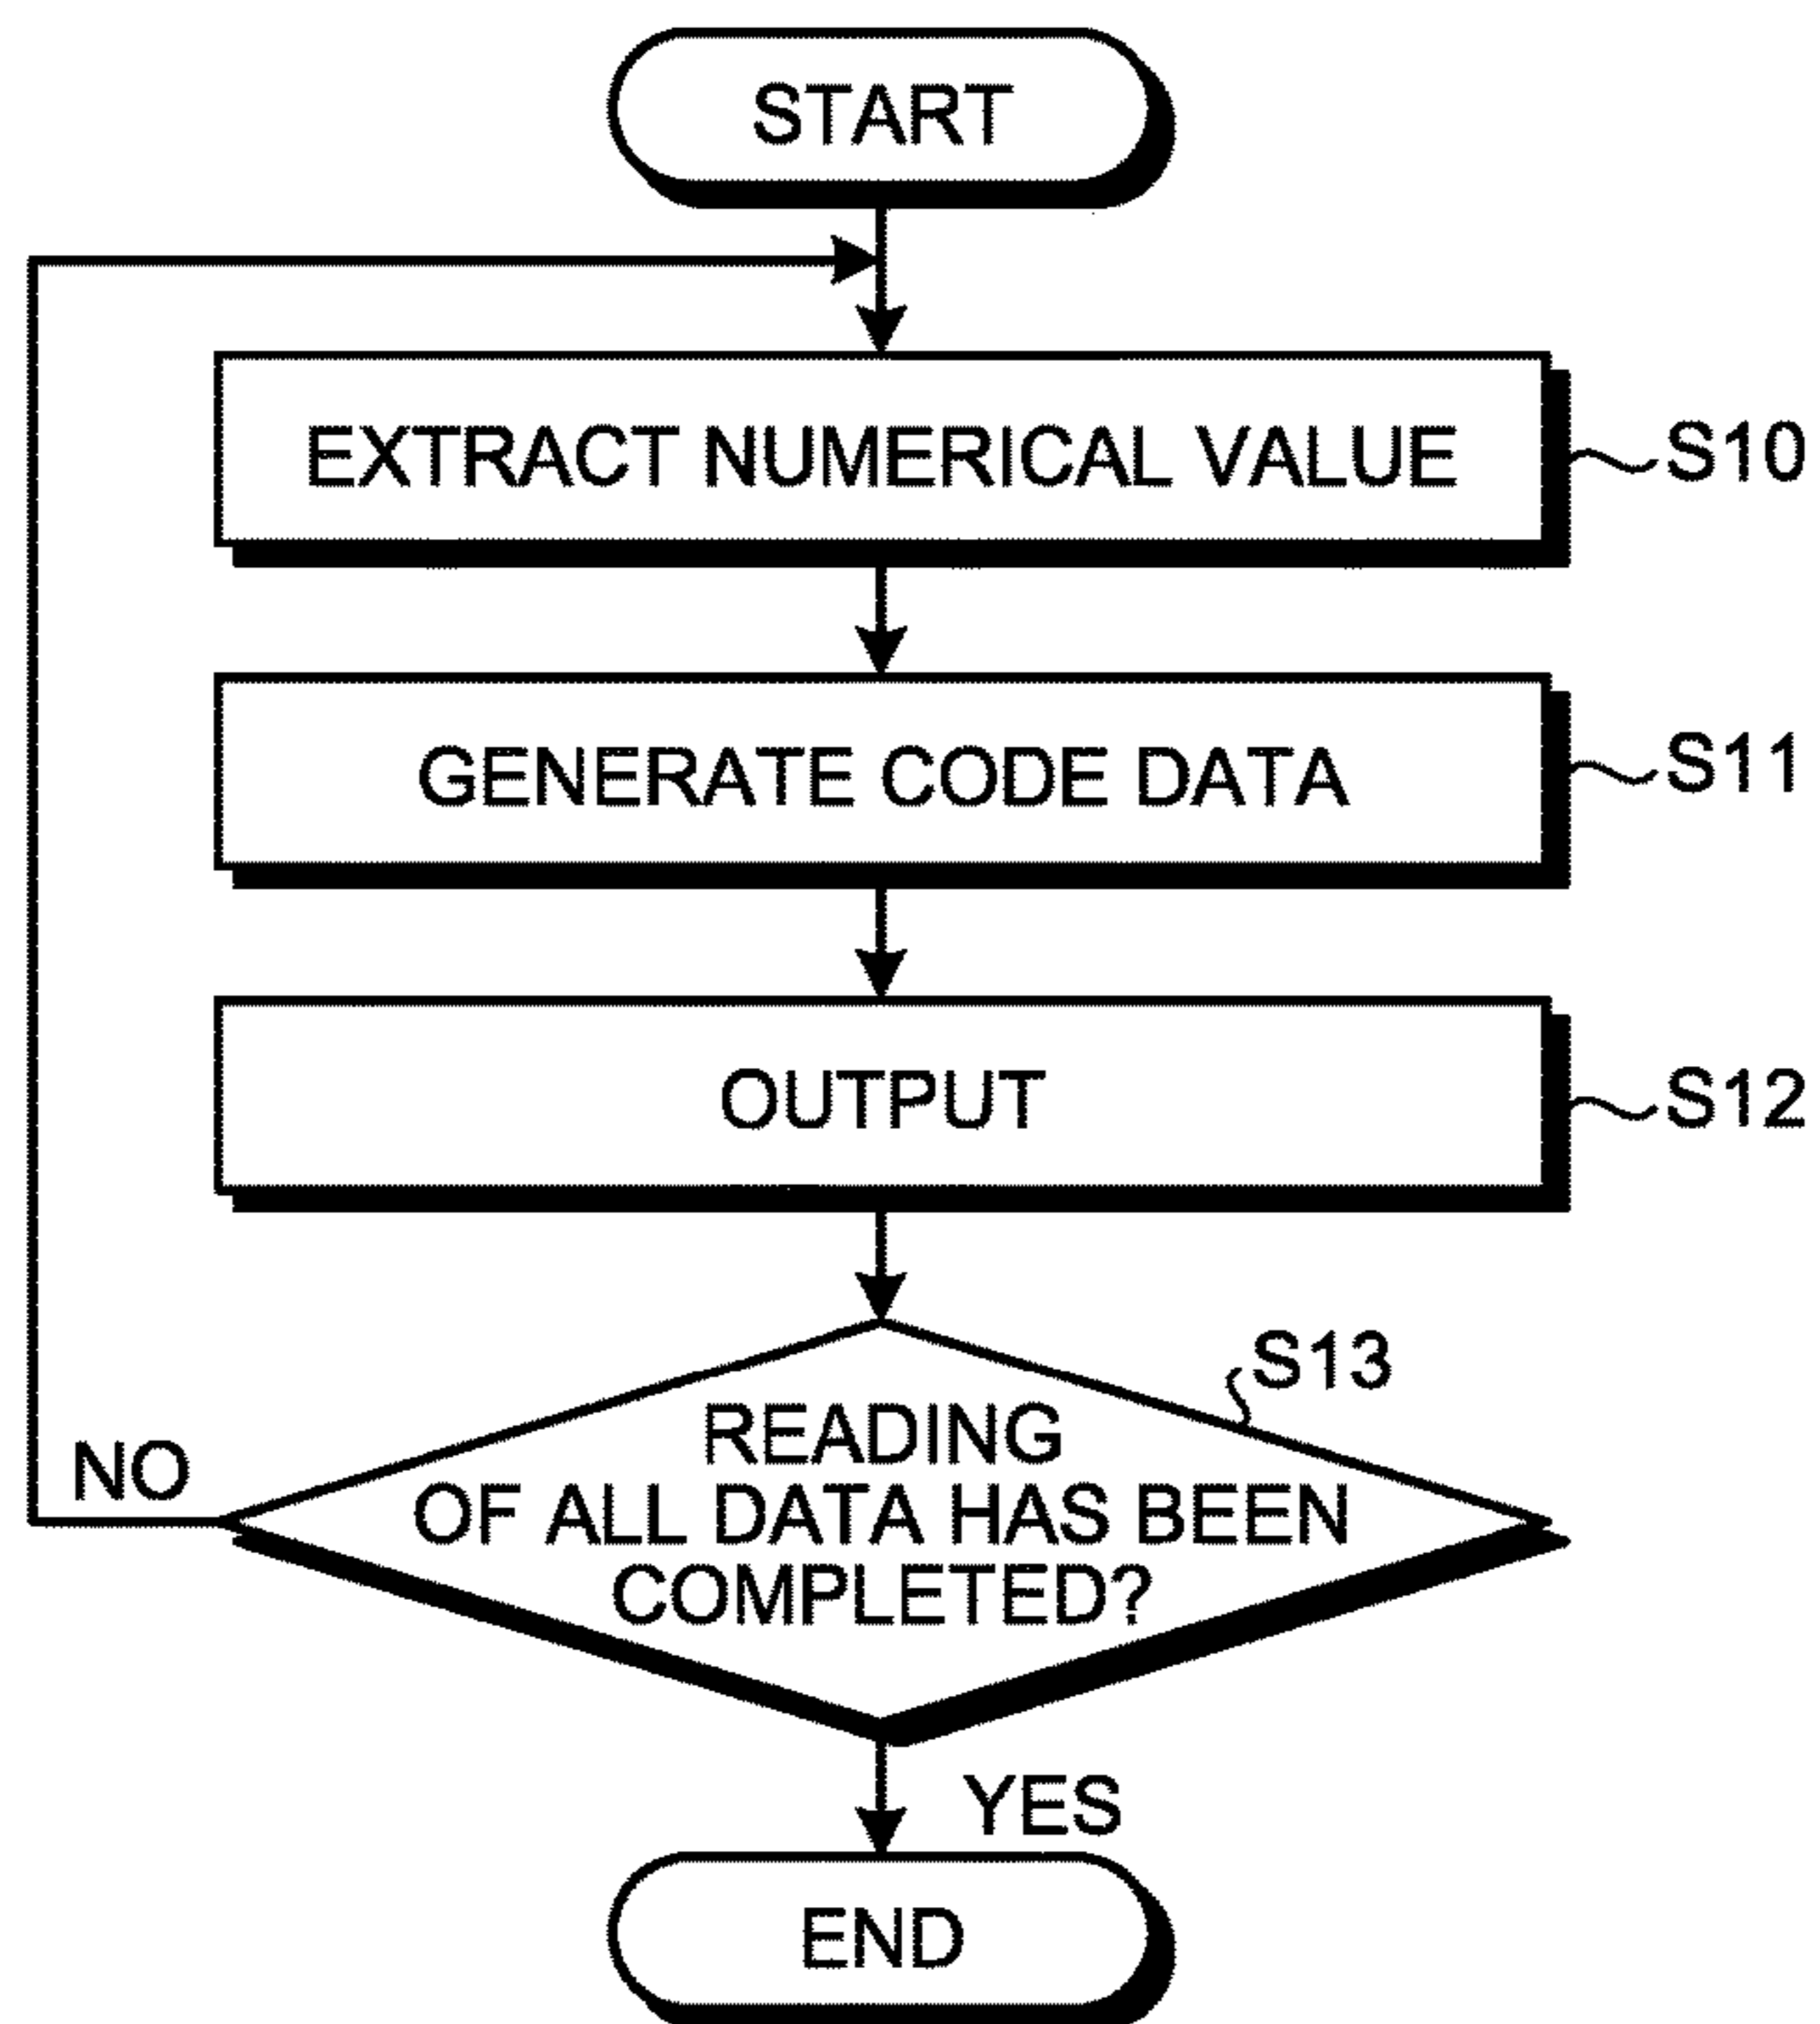 START
EXTRACT NUMERICAL VALUE
S10
GENERATE CODE DATA
S11
OUTPUT
S12
S13
READING
OF ALL DATA HAS BEEN
COMPLETED?
NO
YES
END